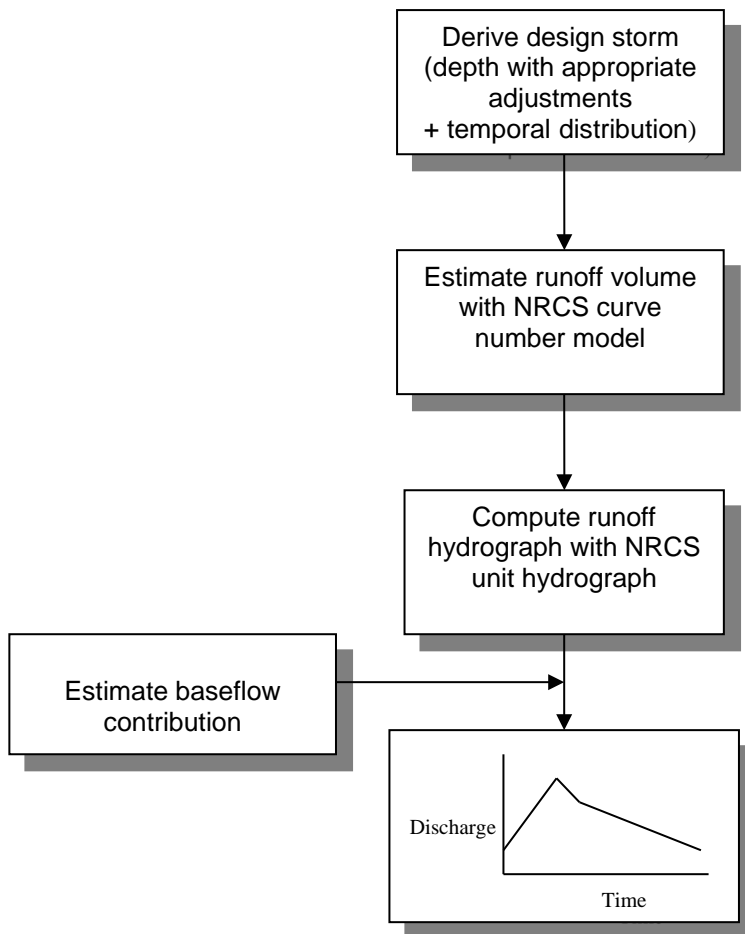 Derive design storm
(depth with appropriate
adjustments
+ temporal distribution)
Estimate runoff volume
with NRCS curve
number model
Compute runoff
hydrograph with NRCS
unit hydrograph
Estimate baseflow
contribution
Discharge
Time